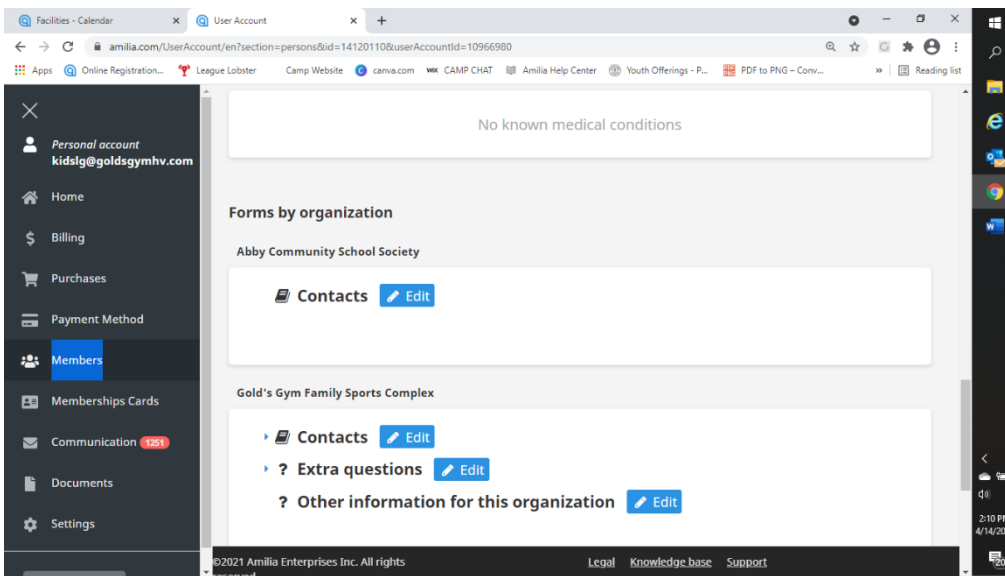 Facilities - Calendar
User Account
amilia.com/UserAccount/en?section=persons&id=14120110&userAccountId=10966980
Apps
Online Registration...
League Lobster
Camp Website
canva.com
WIX CAMP CHAT
Amilia Help Center
Youth Offerings - P...
PDF to PNG – Conv...
»
Reading list
Personal account
kidslg@goldsgymhv.com
Home
Billing
Purchases
Payment Method
Members
Memberships Cards
Communication 1251
Documents
Settings
No known medical conditions
Forms by organization
Abby Community School Society
Contacts Edit
Gold's Gym Family Sports Complex
Contacts Edit
? Extra questions Edit
? Other information for this organization Edit
©2021 Amilia Enterprises Inc. All rights
reserved
Legal Knowledge base Support
2:10 P
4/14/20